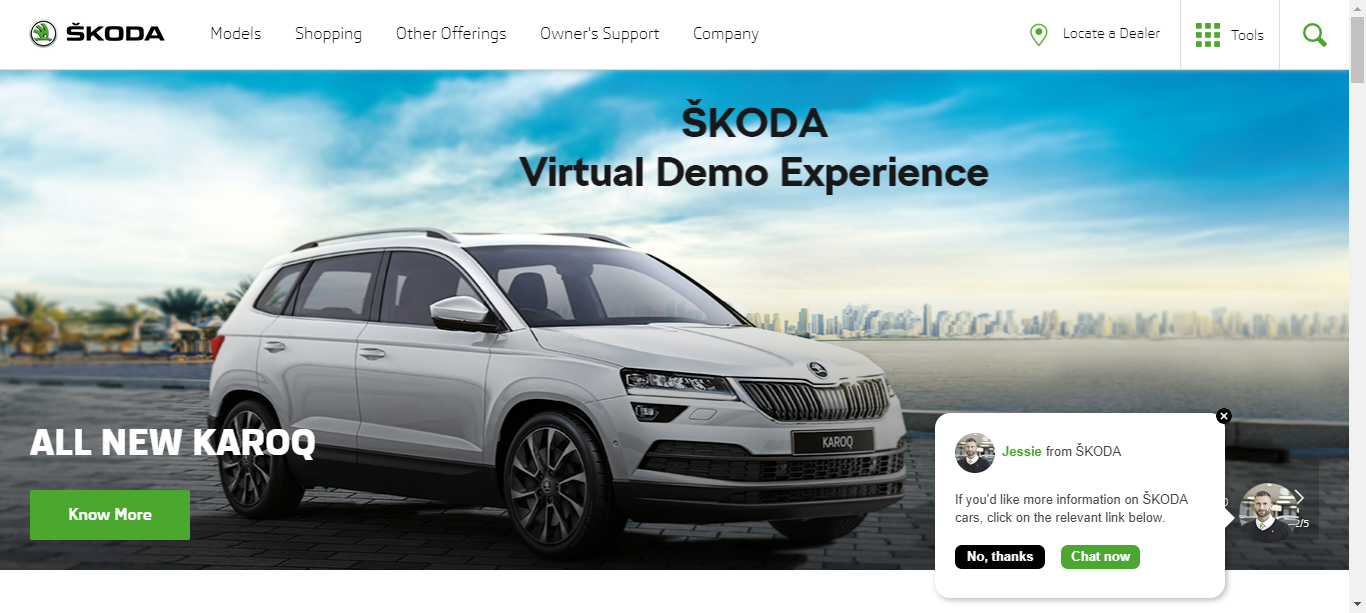 ŠKODA
Models
Shopping
Other Offerings
Owner's Support
Company
Locate a Dealer
Tools
ŠKODA
Virtual Demo Experience
KAROQ
ALL NEW KAROQ
Know More
Jessie from ŠKODA
If you'd like more information on ŠKODA
cars, click on the relevant link below.
No, thanks
Chat now
2/5